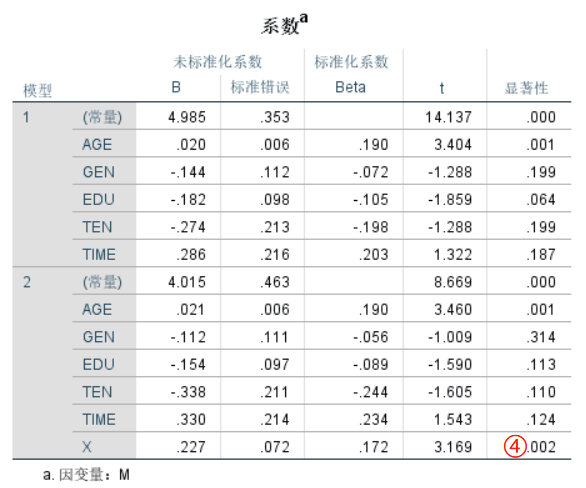 系数a
未标准化系数 标准化系数
模型 B 标准错误 Beta t 显著性
1 (常量) 4.985 .353 14.137 .000
AGE .020 .006 .190 3.404 .001
GEN -.144 .112 -.072 -1.288 .199
EDU -.182 .098 -.105 -1.859 .064
TEN -.274 .213 -.198 -1.288 .199
TIME .286 .216 .203 1.322 .187
2 (常量) 4.015 .463 8.669 .000
AGE .021 .006 .190 3.460 .001
GEN -.112 .111 -.056 -1.009 .314
EDU -.154 .097 -.089 -1.590 .113
TEN -.338 .211 -.244 -1.605 .110
TIME .330 .214 .234 1.543 .124
X .227 .072 .172 3.169 ④ .002
a. 因变量：M